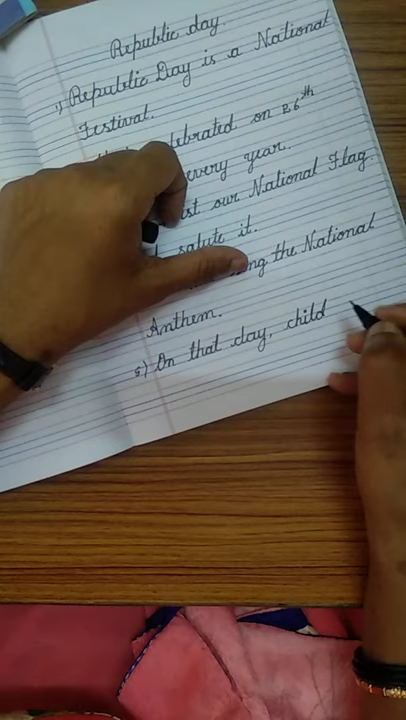 Republic day.
1) Republic Day is a National
Festival.
celebrated on 26th
every year.
our National Flag.
salute it.
the National
Anthem.
5) On that day, child